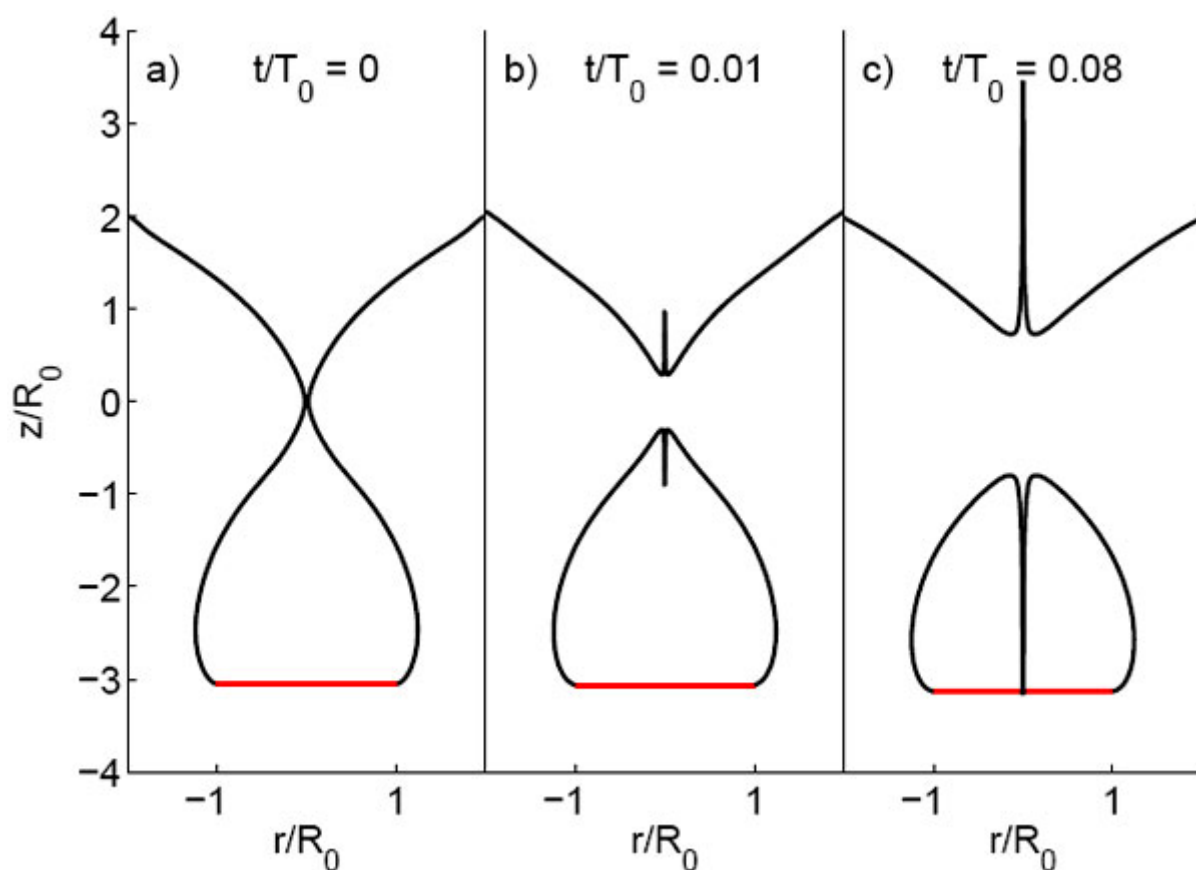 a) t/T0 = 0
b) t/T0 = 0.01
c) t/T0 = 0.08
4
3
2
1
0
−1
−2
−3
−4
z/R0
−1 1
−1 1
−1 1
r/R0
r/R0
r/R0